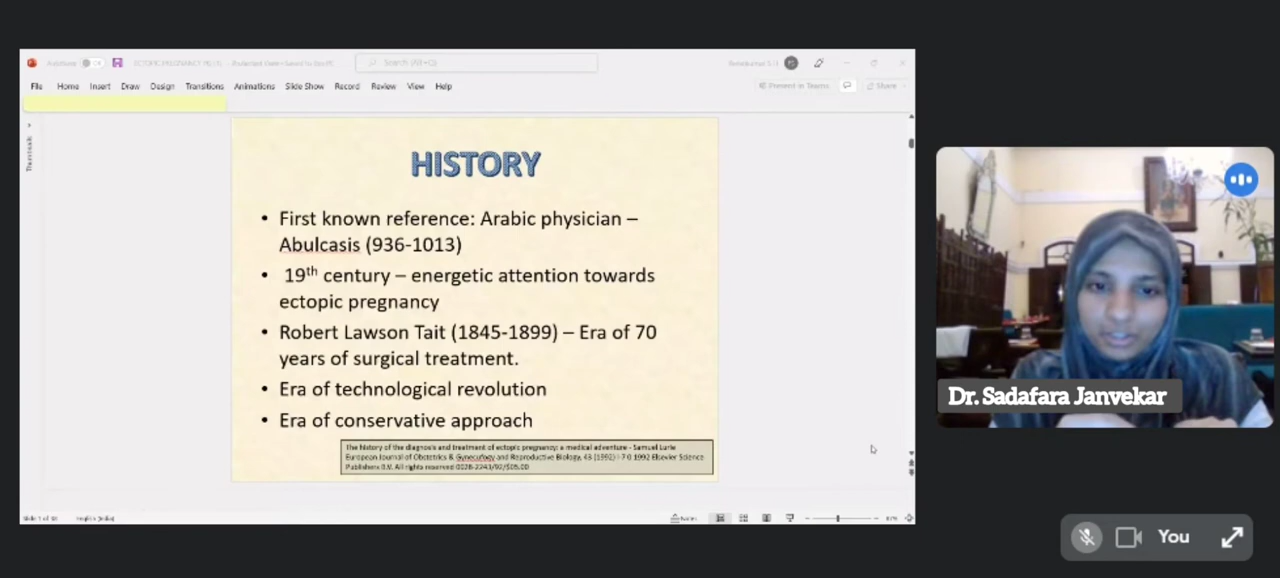 Search (Alt+Q)
File Home Insert Draw Design Transitions Animations Slide Show Record Review View Help
Present in Teams Share
HISTORY
• First known reference: Arabic physician –
Abulcasis (936-1013)
• 19th century – energetic attention towards
ectopic pregnancy
• Robert Lawson Tait (1845-1899) – Era of 70
years of surgical treatment.
• Era of technological revolution
• Era of conservative approach
The history of the diagnosis and treatment of ectopic pregnancy: a medical adventure - Samuel Lurie
European Journal of Obstetrics & Gynecology and Reproductive Biology, 43 (1992) 1-7 © 1992 Elsevier Science
Publishers B.V. All rights reserved 0028-2243/92/$05.00
English (India)
Notes
Dr. Sadafara Janvekar
You